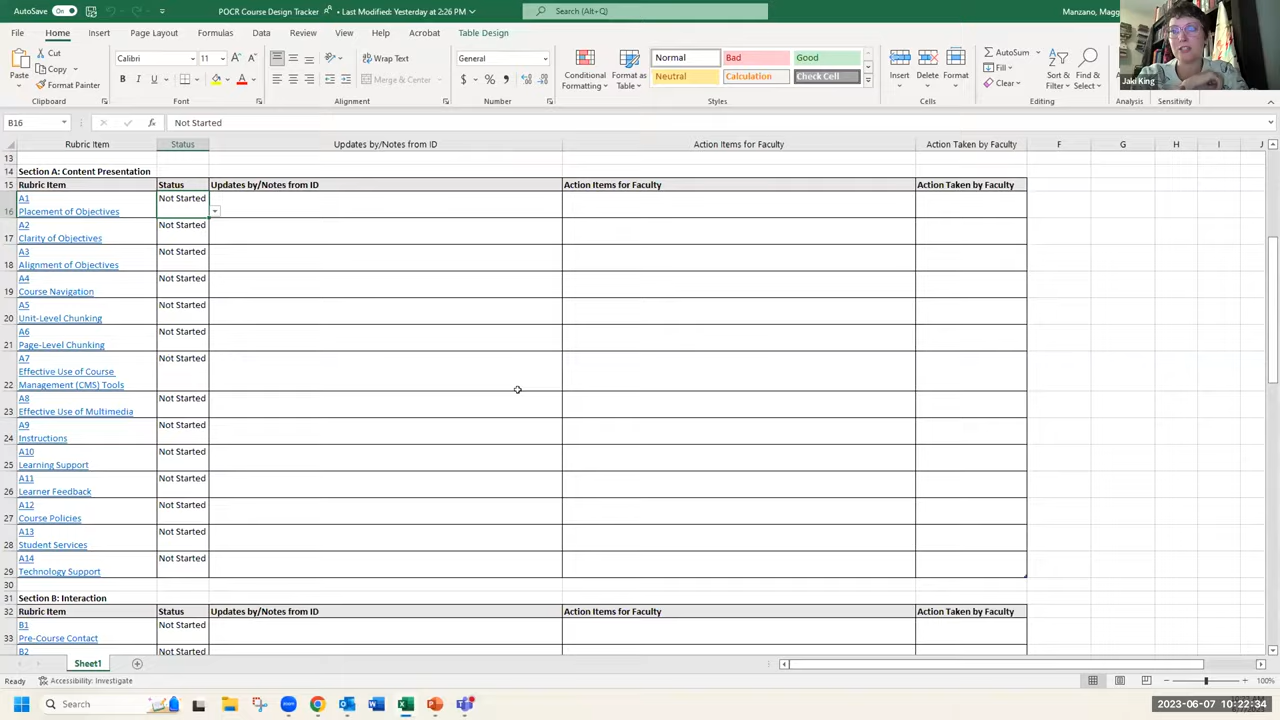 AutoSave On POCR Course Design Tracker • Last Modified: Yesterday at 2:26 PM Search (Alt+Q) Manzano, Magg
File Home Insert Page Layout Formulas Data Review View Help Acrobat Table Design
Paste Cut Copy Format Painter Clipboard
Calibri 11 B I U Font
Wrap Text Merge & Center Alignment
General $ % Number
Conditional Formatting Format as Table
Normal Bad Good
Neutral Calculation Check Cell
Styles
Insert Delete Format Cells
AutoSum Fill Clear Sort & Filter Find & Select Editing
Analysis Sensitivity
Jaki King
B16 fx Not Started
Rubric Item Status Updates by/Notes from ID Action Items for Faculty Action Taken by Faculty F G H I J
13
14 Section A: Content Presentation
15 Rubric Item Status Updates by/Notes from ID Action Items for Faculty Action Taken by Faculty
A1 Not Started
16 Placement of Objectives
A2 Not Started
17 Clarity of Objectives
A3 Not Started
18 Alignment of Objectives
A4 Not Started
19 Course Navigation
A5 Not Started
20 Unit-Level Chunking
A6 Not Started
21 Page-Level Chunking
A7 Not Started
Effective Use of Course
22 Management (CMS) Tools
A8 Not Started
23 Effective Use of Multimedia
A9 Not Started
24 Instructions
A10 Not Started
25 Learning Support
A11 Not Started
26 Learner Feedback
A12 Not Started
27 Course Policies
A13 Not Started
28 Student Services
A14 Not Started
29 Technology Support
30
31 Section B: Interaction
32 Rubric Item Status Updates by/Notes from ID Action Items for Faculty Action Taken by Faculty
B1 Not Started
33 Pre-Course Contact
B2 Not Started
Sheet1
Ready Accessibility: Investigate 100%
Search 2023-06-07 10:22:34